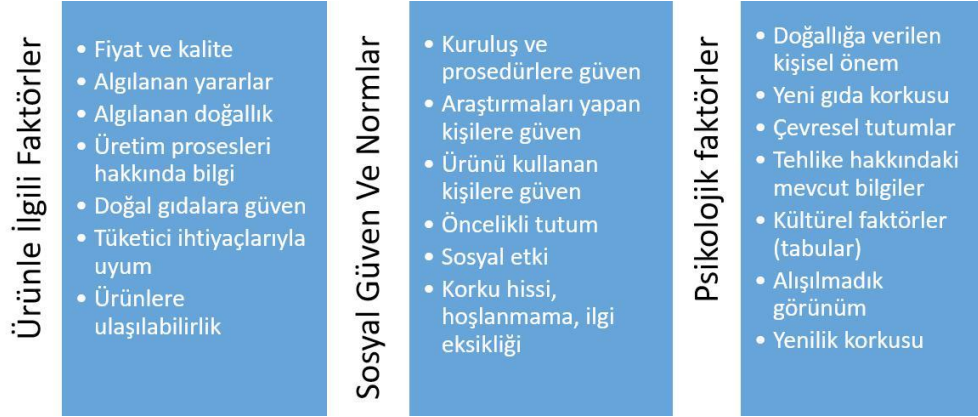 Ürünle İlgili Faktörler
• Fiyat ve kalite
• Algılanan yararlar
• Algılanan doğallık
• Üretim prosesleri
hakkında bilgi
• Doğal gıdalara güven
• Tüketici ihtiyaçlarıyla
uyum
• Ürünlere
ulaşılabilirlik
Sosyal Güven Ve Normlar
• Kuruluş ve
prosedürlere güven
• Araştırmaları yapan
kişilere güven
• Ürünü kullanan
kişilere güven
• Öncelikli tutum
• Sosyal etki
• Korku hissi,
hoşlanmama, ilgi
eksikliği
Psikolojik faktörler
• Doğallığa verilen
kişisel önem
• Yeni gıda korkusu
• Çevresel tutumlar
• Tehlike hakkındaki
mevcut bilgiler
• Kültürel faktörler
(tabular)
• Alışılmadık
görünüm
• Yenilik korkusu